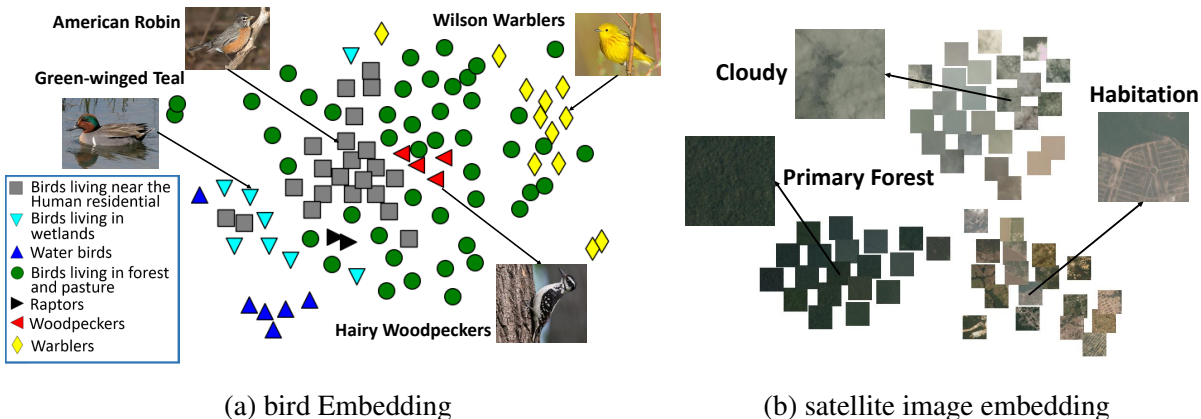 American Robin
Wilson Warblers
Green-winged Teal
Birds living near the
Human residential
Birds living in
wetlands
Water birds
Birds living in forest
and pasture
Raptors
Woodpeckers
Warblers
Hairy Woodpeckers
(a) bird Embedding
Cloudy
Habitation
Primary Forest
(b) satellite image embedding